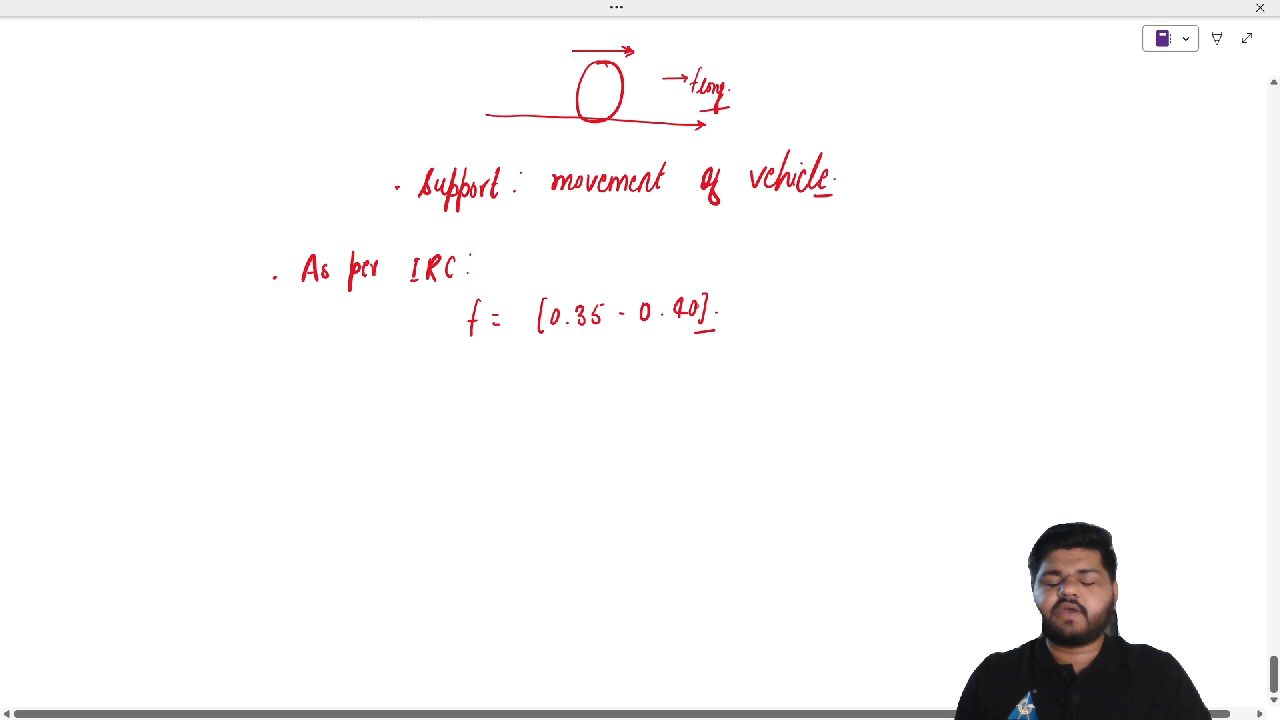 → flong.
. Support : movement of vehicle.
. As per IRC :
f = [0.35 - 0.40].